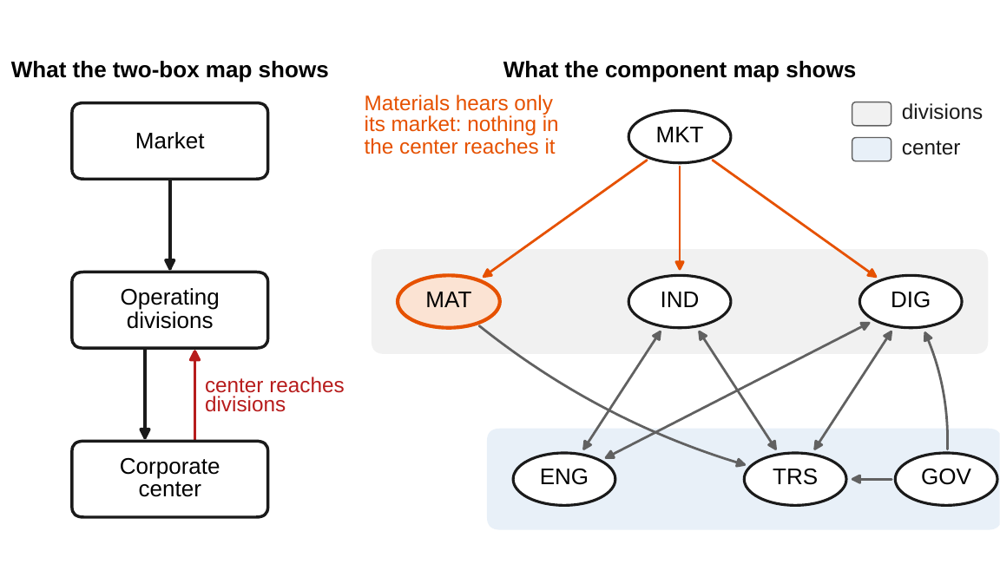 What the two-box map shows
Market
Operating
divisions
center reaches
divisions
Corporate
center
What the component map shows
Materials hears only
its market: nothing in
the center reaches it
MKT
divisions
center
MAT
IND
DIG
ENG
TRS
GOV